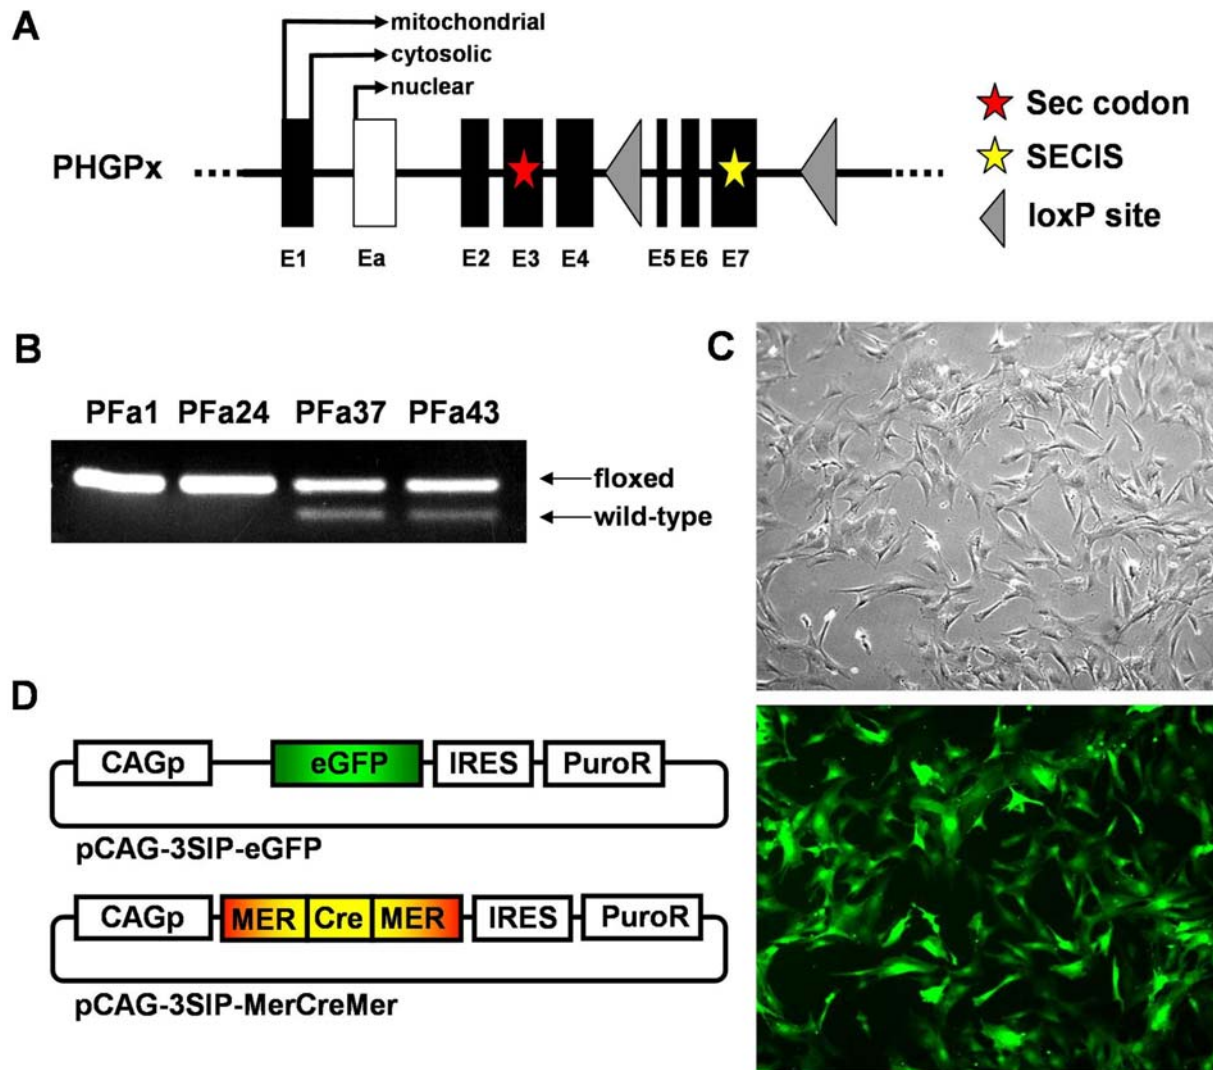 A
mitochondrial
cytosolic
nuclear
PHGPx
E1 Ea E2 E3 E4 E5 E6 E7
Sec codon
SECIS
loxP site
B
PFa1 PFa24 PFa37 PFa43
floxed
wild-type
C
D
CAGp eGFP IRES PuroR
pCAG-3SIP-eGFP
CAGp MER Cre MER IRES PuroR
pCAG-3SIP-MerCreMer